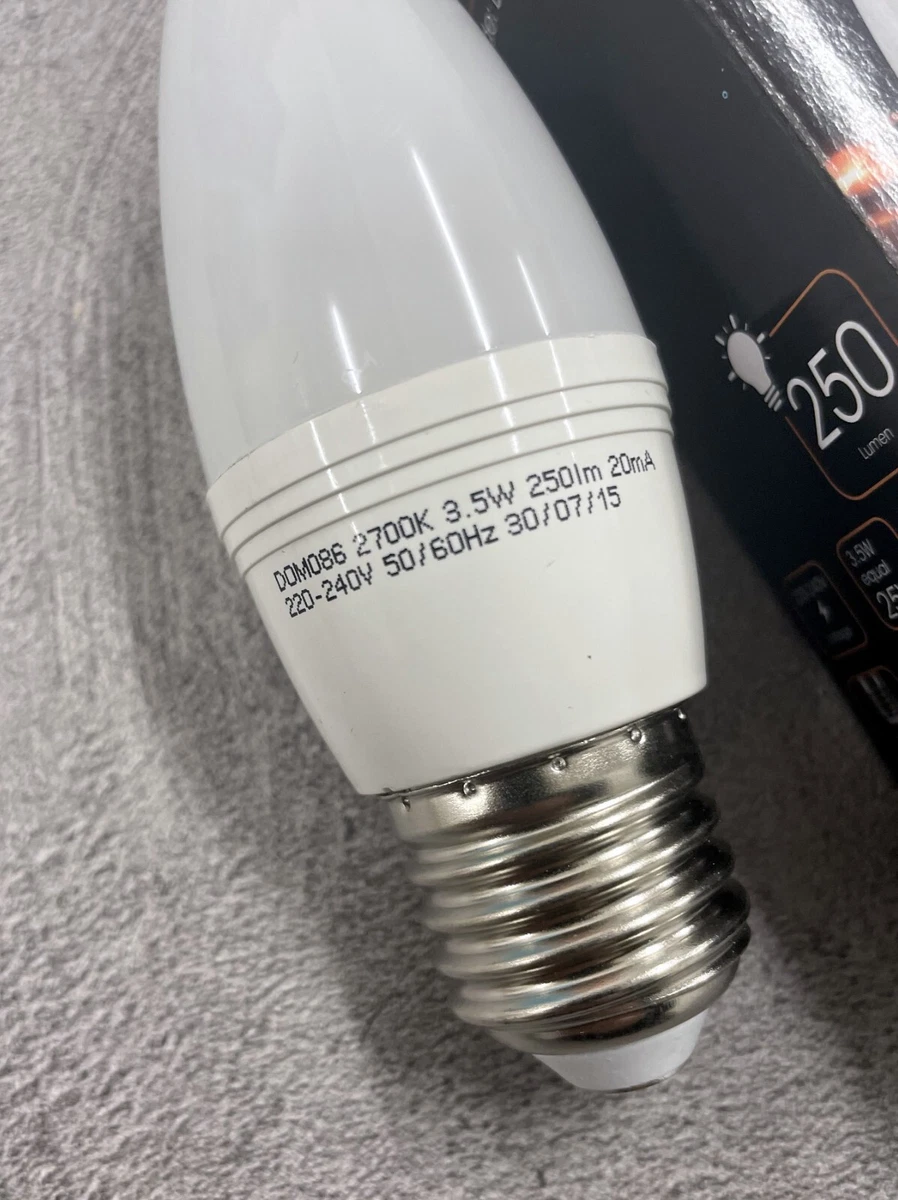 DOM086 2700K 3.5W 250lm 20mA
220-240V 50/60Hz 30/07/15
250
Lumen
3.5W
equal